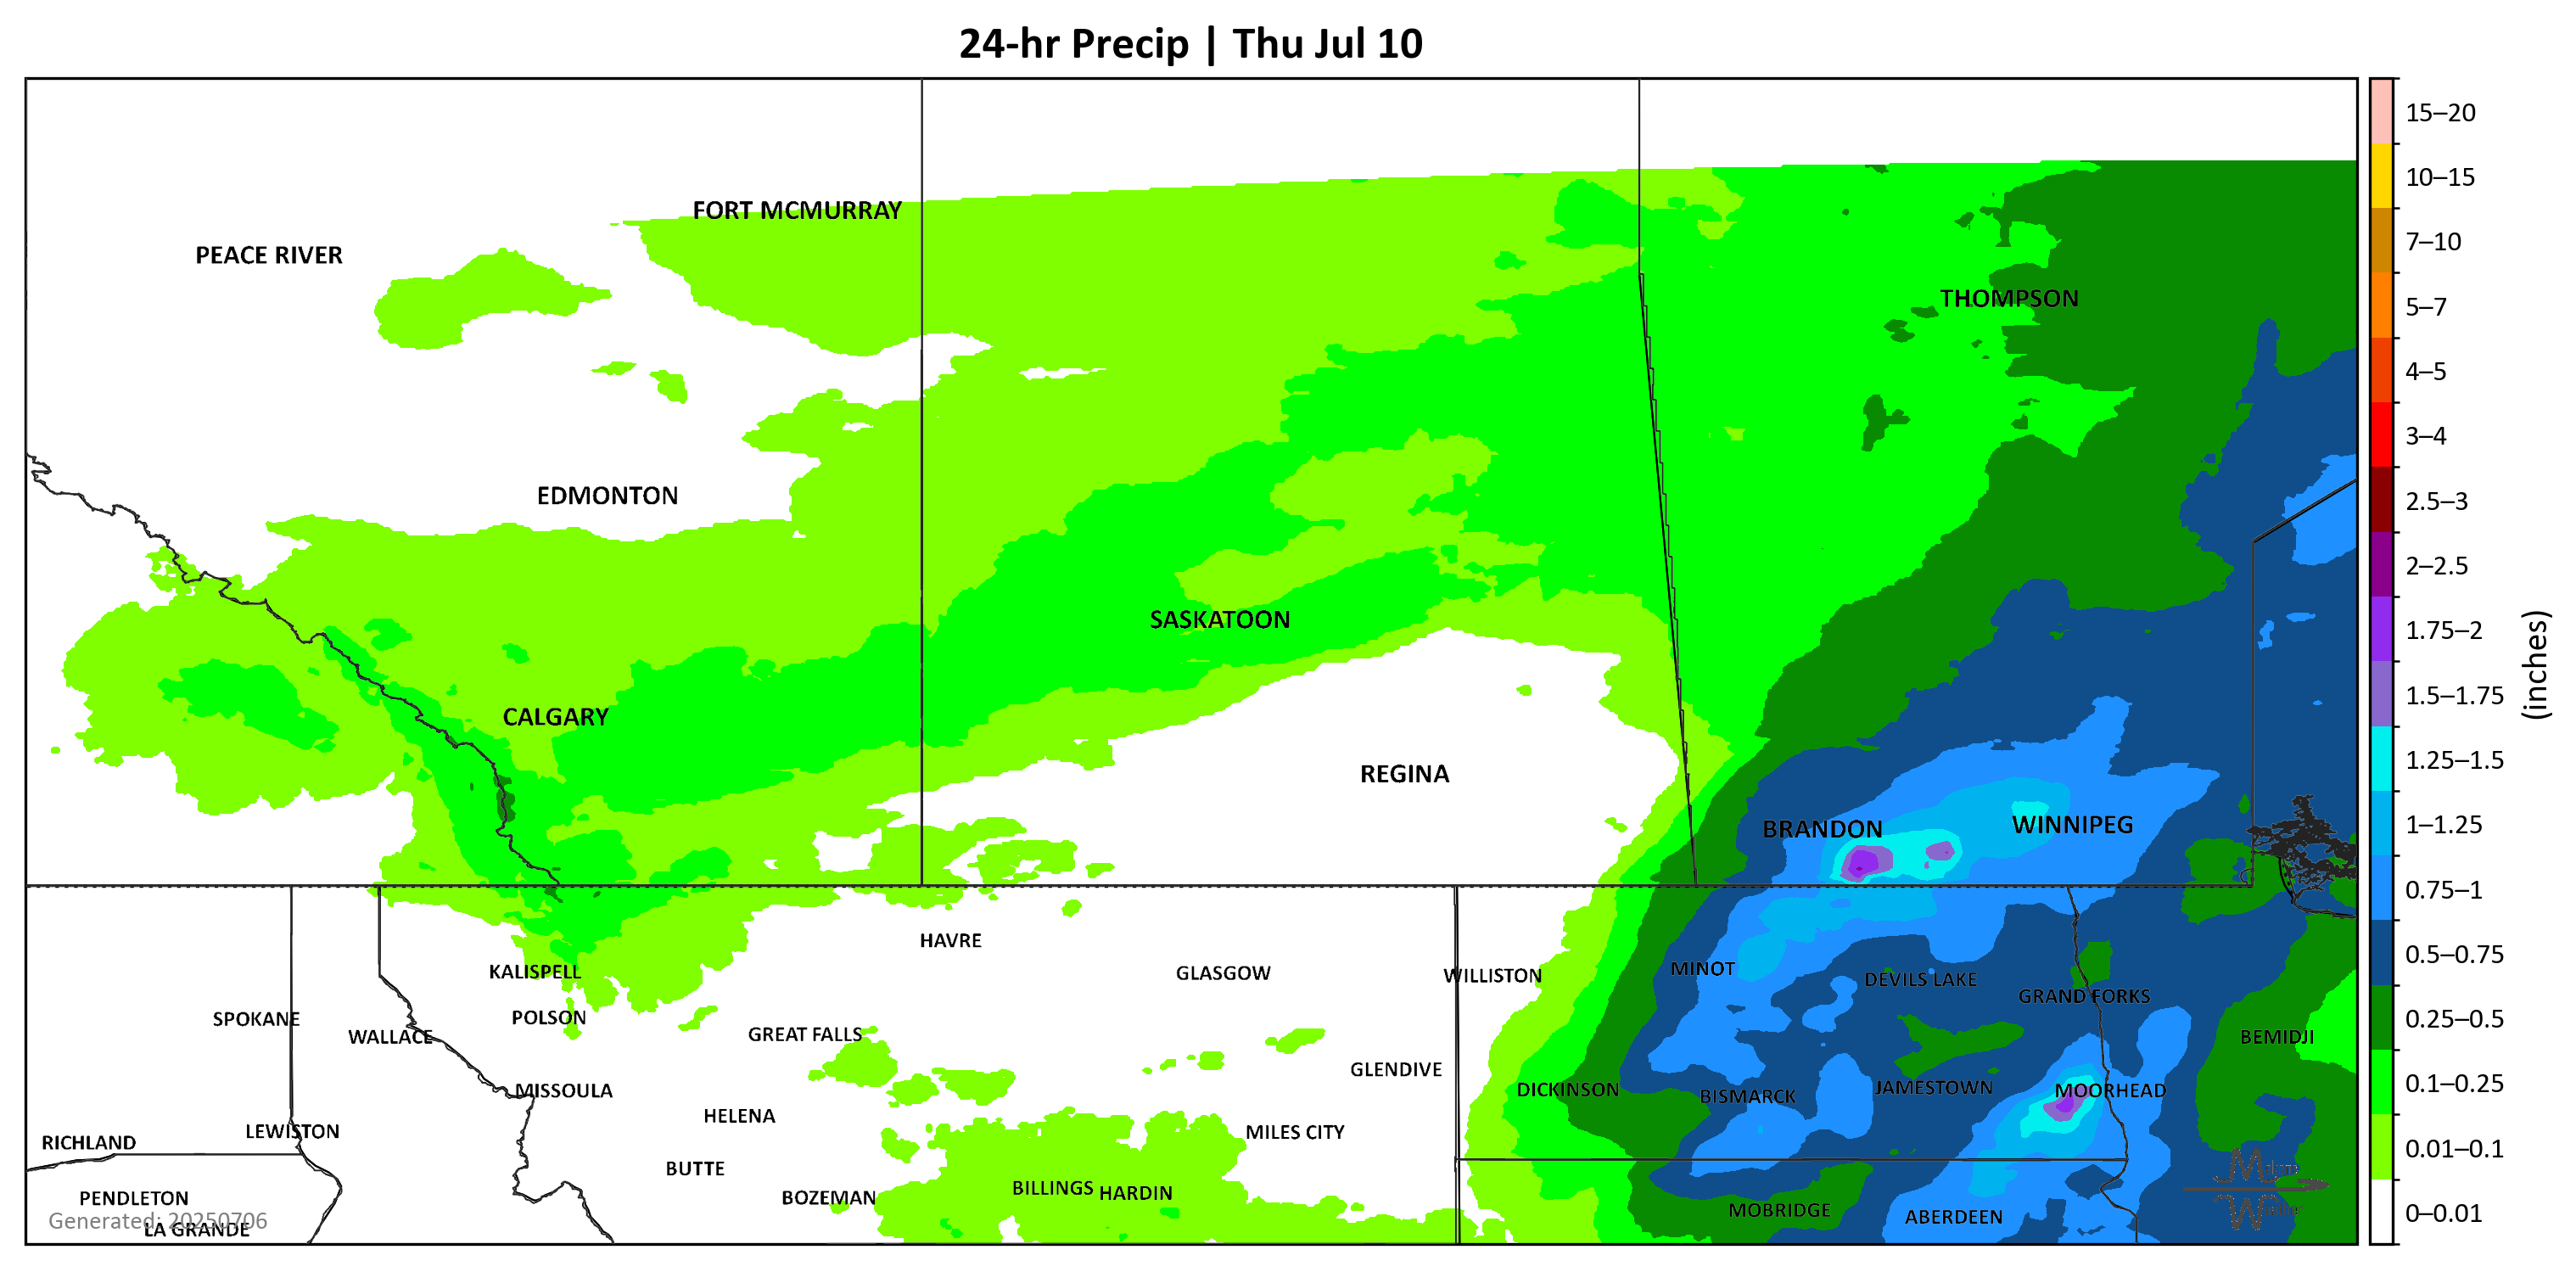 24-hr Precip | Thu Jul 10
FORT MCMURRAY
PEACE RIVER
THOMPSON
EDMONTON
SASKATOON
CALGARY
REGINA
BRANDON
WINNIPEG
HAVRE
KALISPELL
GLASGOW
WILLISTON
MINOT
DEVILS LAKE
GRAND FORKS
SPOKANE
POLSON
WALLACE
GREAT FALLS
BEMIDJI
GLENDIVE
MISSOULA
DICKINSON
BISMARCK
JAMESTOWN
MOORHEAD
HELENA
RICHLAND
LEWISTON
MILES CITY
BUTTE
PENDLETON
BOZEMAN
BILLINGS
HARDIN
MOBRIDGE
ABERDEEN
Generated: 20250706
LA GRANDE
15–20
10–15
7–10
5–7
4–5
3–4
2.5–3
2–2.5
1.75–2
1.5–1.75
1.25–1.5
1–1.25
0.75–1
0.5–0.75
0.25–0.5
0.1–0.25
0.01–0.1
0–0.01
(inches)